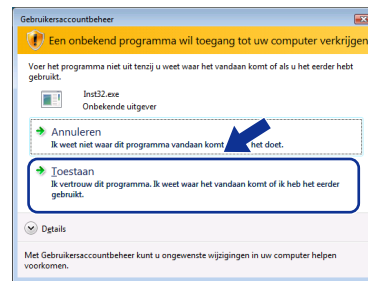 Gebruikersaccountbeheer
Een onbekend programma wil toegang tot uw computer verkrijgen
Voer het programma niet uit tenzij u weet waar het vandaan komt of als u het eerder hebt
gebruikt.
Inst32.exe
Onbekende uitgever
Annuleren
Ik weet niet waar dit programma vandaan komt het doet.
Toestaan
Ik vertrouw dit programma. Ik weet waar het vandaan komt of ik heb het eerder
gebruikt.
Details
Met Gebruikersaccountbeheer kunt u ongewenste wijzigingen in uw computer helpen
voorkomen.